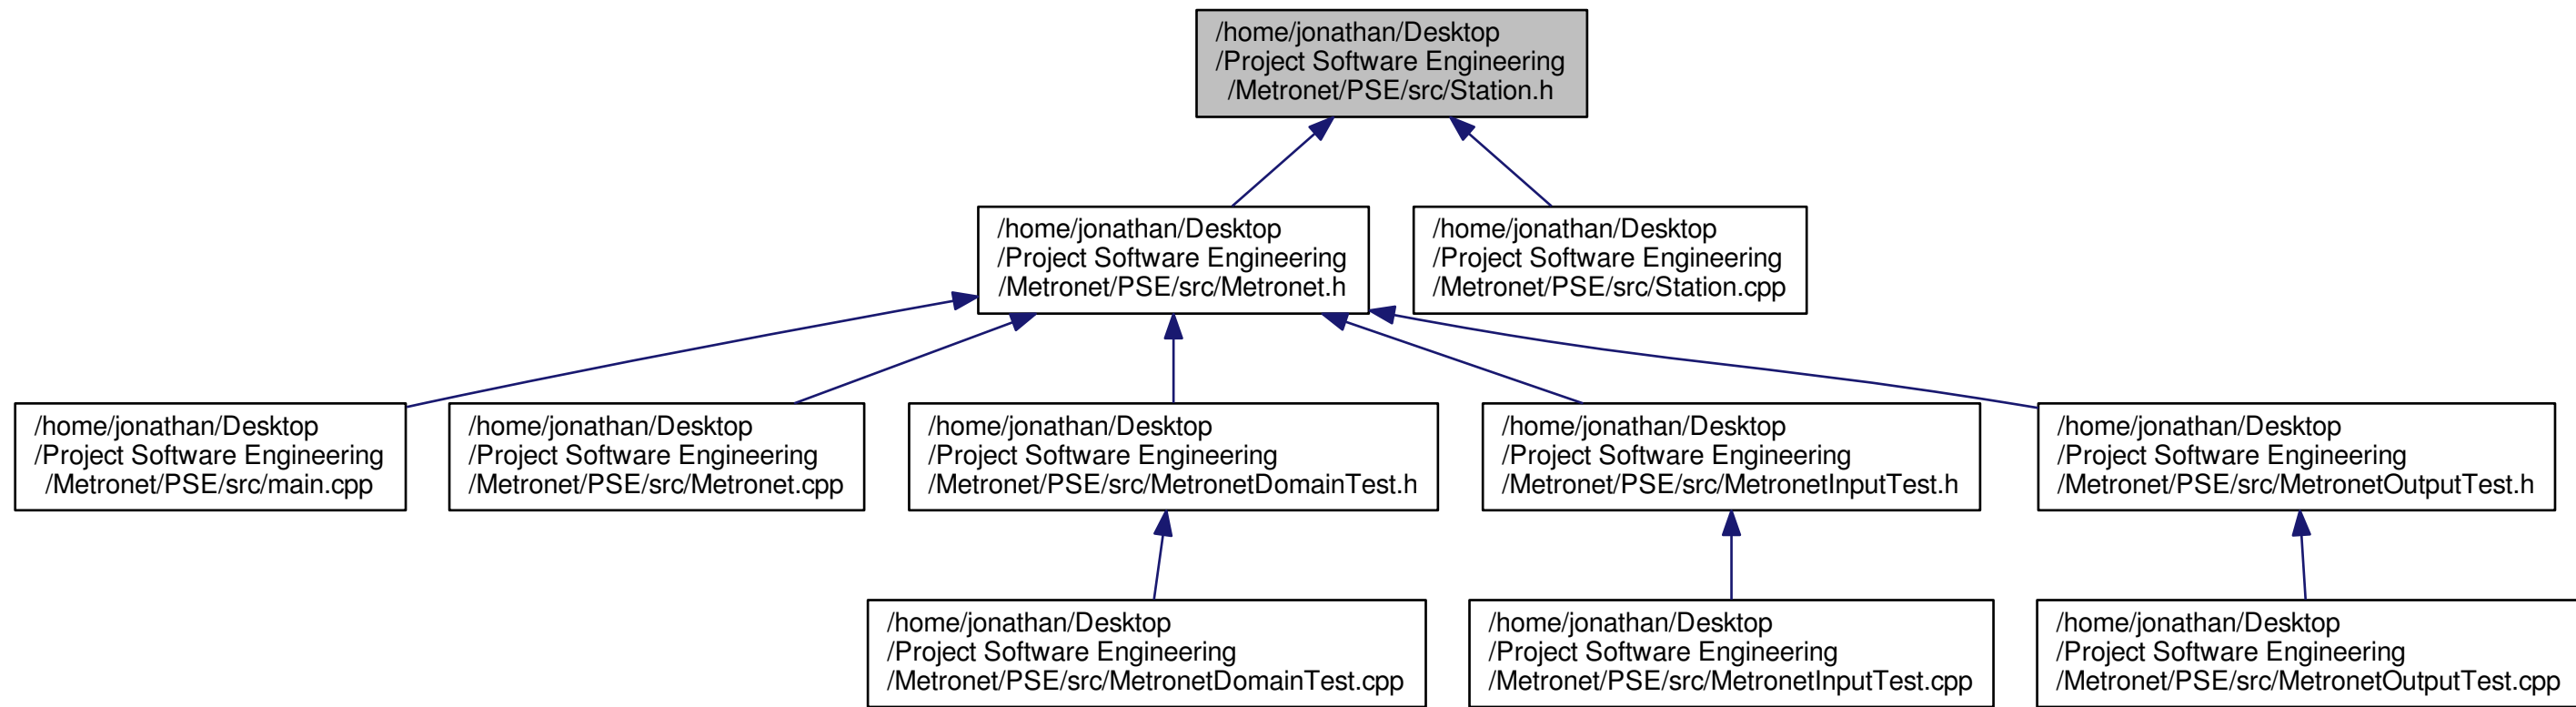 /home/jonathan/Desktop
/Project Software Engineering
/Metronet/PSE/src/Station.h
/home/jonathan/Desktop
/Project Software Engineering
/Metronet/PSE/src/Metronet.h
/home/jonathan/Desktop
/Project Software Engineering
/Metronet/PSE/src/Station.cpp
/home/jonathan/Desktop
/Project Software Engineering
/Metronet/PSE/src/main.cpp
/home/jonathan/Desktop
/Project Software Engineering
/Metronet/PSE/src/Metronet.cpp
/home/jonathan/Desktop
/Project Software Engineering
/Metronet/PSE/src/MetronetDomainTest.h
/home/jonathan/Desktop
/Project Software Engineering
/Metronet/PSE/src/MetronetInputTest.h
/home/jonathan/Desktop
/Project Software Engineering
/Metronet/PSE/src/MetronetOutputTest.h
/home/jonathan/Desktop
/Project Software Engineering
/Metronet/PSE/src/MetronetDomainTest.cpp
/home/jonathan/Desktop
/Project Software Engineering
/Metronet/PSE/src/MetronetInputTest.cpp
/home/jonathan/Desktop
/Project Software Engineering
/Metronet/PSE/src/MetronetOutputTest.cpp